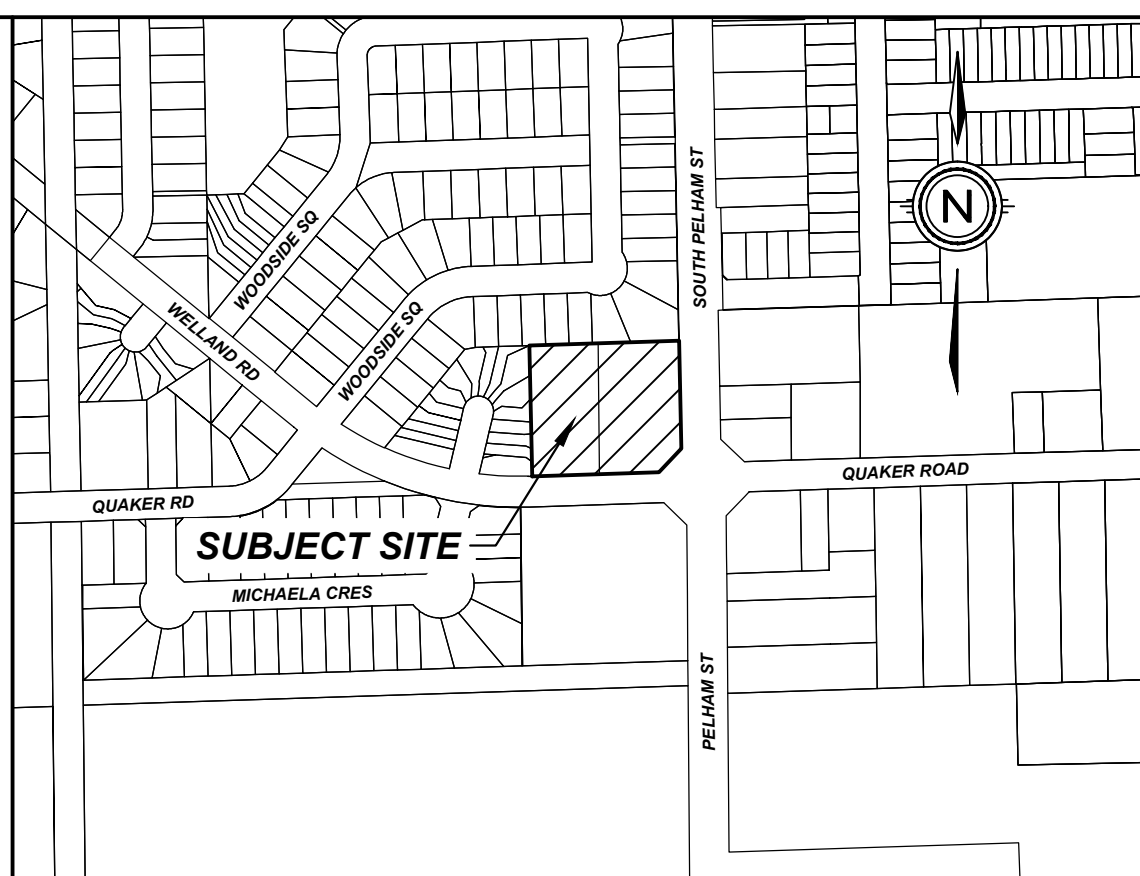 SOUTH PELHAM ST
N
WOODSIDE SQ
WELLAND RD
WOODSIDE SQ
QUAKER ROAD
QUAKER RD
SUBJECT SITE
MICHAELA CRES
PELHAM ST